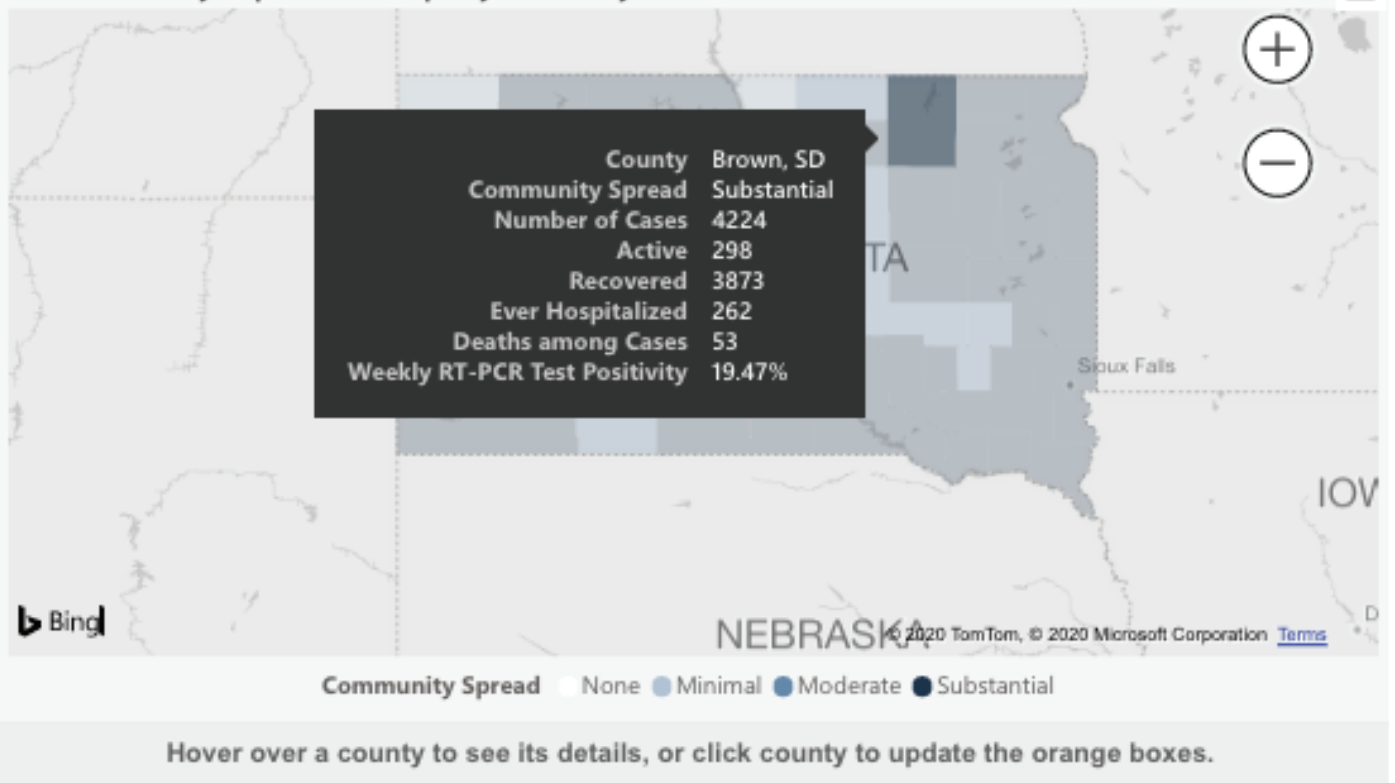 County Brown, SD
Community Spread Substantial
Number of Cases 4224
Active 298
Recovered 3873
Ever Hospitalized 262
Deaths among Cases 53
Weekly RT-PCR Test Positivity 19.47%
TA
Sioux Falls
IOW
D
NEBRASKA
Bing
© 2020 TomTom, © 2020 Microsoft Corporation Terms
Community Spread None Minimal Moderate Substantial
Hover over a county to see its details, or click county to update the orange boxes.